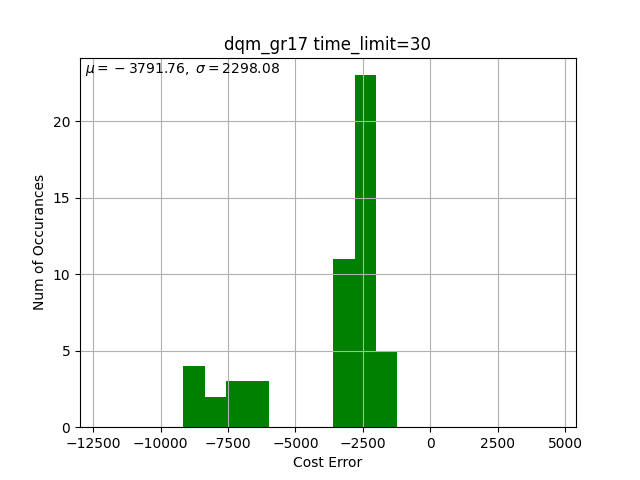 dqm_gr17 time_limit=30
μ = −3791.76, σ = 2298.08
20
15
10
5
0
Num of Occurances
−12500 −10000 −7500 −5000 −2500 0 2500 5000
Cost Error